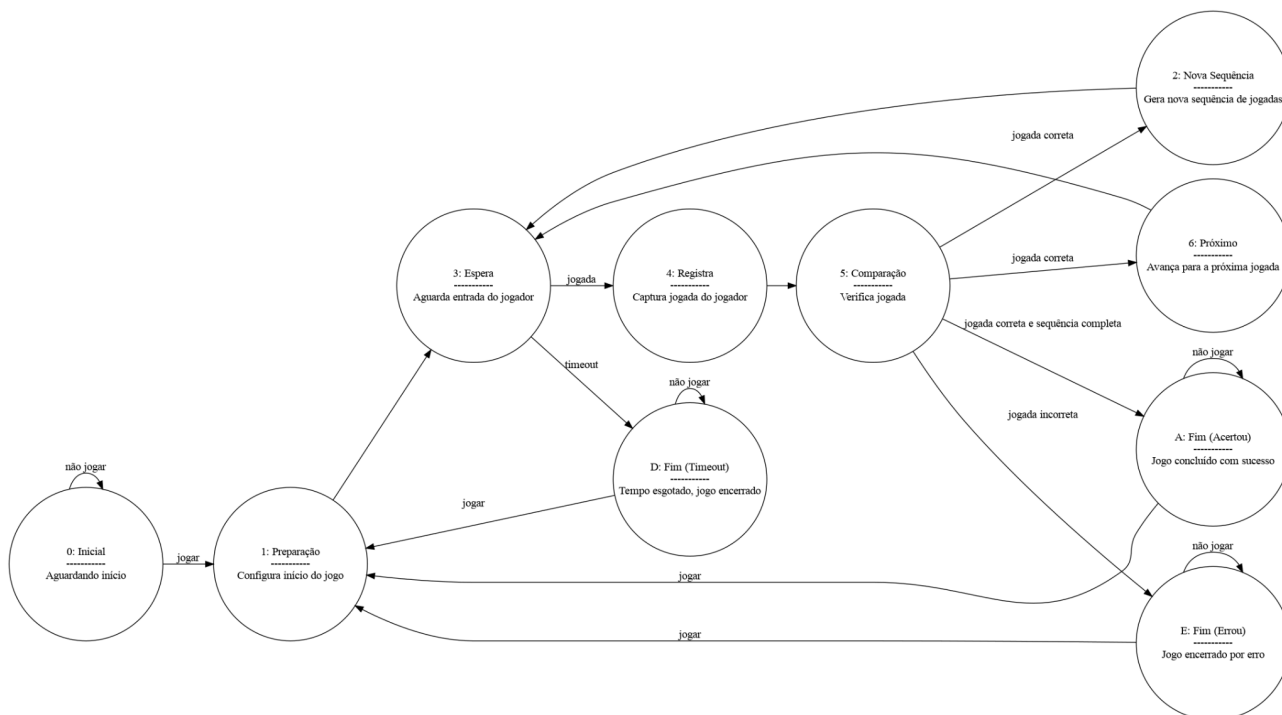 2: Nova Sequência
-----------
Gera nova sequência de jogadas
jogada correta
3: Espera
-----------
Aguarda entrada do jogador
jogada
4: Registra
-----------
Captura jogada do jogador
5: Comparação
-----------
Verifica jogada
jogada correta
6: Próximo
-----------
Avança para a próxima jogada
jogada correta e sequência completa
timeout
não jogar
D: Fim (Timeout)
-----------
Tempo esgotado, jogo encerrado
jogada incorreta
não jogar
A: Fim (Acertou)
-----------
Jogo concluído com sucesso
não jogar
0: Inicial
-----------
Aguardando início
jogar
1: Preparação
-----------
Configura início do jogo
jogar
jogar
jogar
não jogar
E: Fim (Errou)
-----------
Jogo encerrado por erro